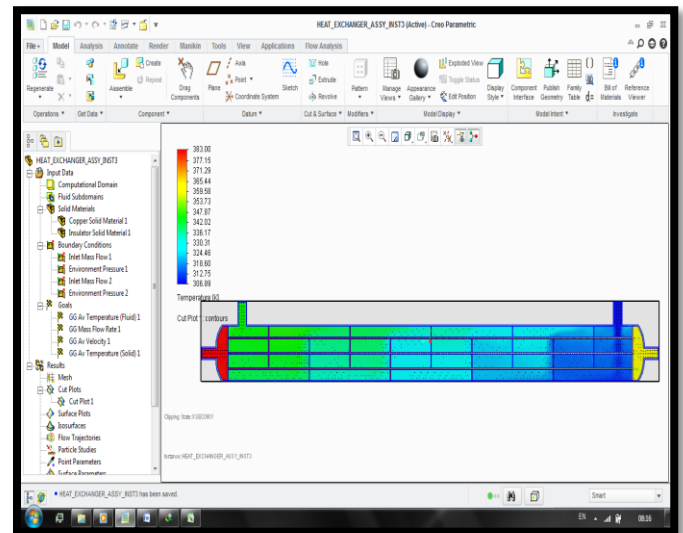 HEAT_EXCHANGER_ASSY_INST3 (Active) - Creo Parametric
File Model Analysis Annotate Render Manikin Tools View Applications Flow Analysis
Regenerate
Assemble
Create
Repeat
Drag Components
Plane
Axis
Point
Coordinate System
Sketch
Hole
Extrude
Revolve
Pattern
Manage Views
Appearance Gallery
Exploded View
Toggle Status
Edit Position
Display Style
Component Interface
Publish Geometry
Family Table
d=
Bill of Materials
Reference Viewer
Operations Get Data Component Datum Cut & Surface Modifiers Model Display Model Intent Investigate
HEAT_EXCHANGER_ASSY_INST3
Input Data
Computational Domain
Fluid Subdomains
Solid Materials
Copper Solid Material 1
Insulator Solid Material 1
Boundary Conditions
Inlet Mass Flow 1
Environment Pressure 1
Inlet Mass Flow 2
Environment Pressure 2
Goals
GG Av Temperature (Fluid) 1
GG Mass Flow Rate 1
GG Av Velocity 1
GG Av Temperature (Solid) 1
Results
Mesh
Cut Plots
Cut Plot 1
Surface Plots
Isosurfaces
Flow Trajectories
Particle Studies
Point Parameters
Surface Parameters
383.00
377.15
371.29
365.44
359.58
353.73
347.87
342.02
336.17
330.31
324.46
318.60
312.75
306.89
Temperature [K]
Cut Plot 1: contours
Instance:HEAT_EXCHANGER_ASSY_INST3
• HEAT_EXCHANGER_ASSY_INST3 has been saved.
Smart
EN
08:16